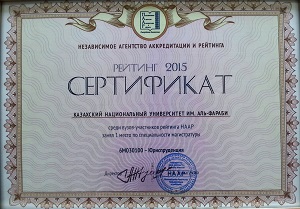 НЕЗАВИСИМОЕ АГЕНТСТВО АККРЕДИТАЦИИ И РЕЙТИНГА
РЕЙТИНГ 2015
СЕРТИФИКАТ
КАЗАХСКИЙ НАЦИОНАЛЬНЫЙ УНИВЕРСИТЕТ ИМ. АЛЬ-ФАРАБИ
среди вузов-участников рейтинга НААР
занял 1 место по специальности магистратуры
6М030100 – Юриспруденция
НААР